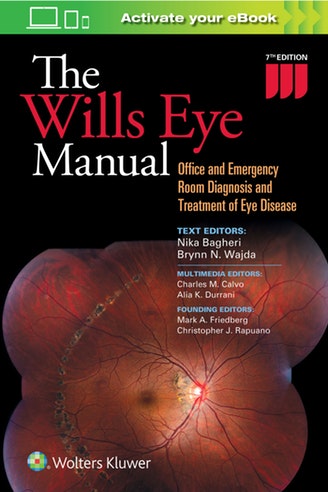 Activate your eBook
7TH EDITION
The
Wills Eye
Manual
Office and Emergency
Room Diagnosis and
Treatment of Eye Disease
TEXT EDITORS:
Nika Bagheri
Brynn N. Wajda
MULTIMEDIA EDITORS:
Charles M. Calvo
Alia K. Durrani
FOUNDING EDITORS:
Mark A. Friedberg
Christopher J. Rapuano
Wolters Kluwer